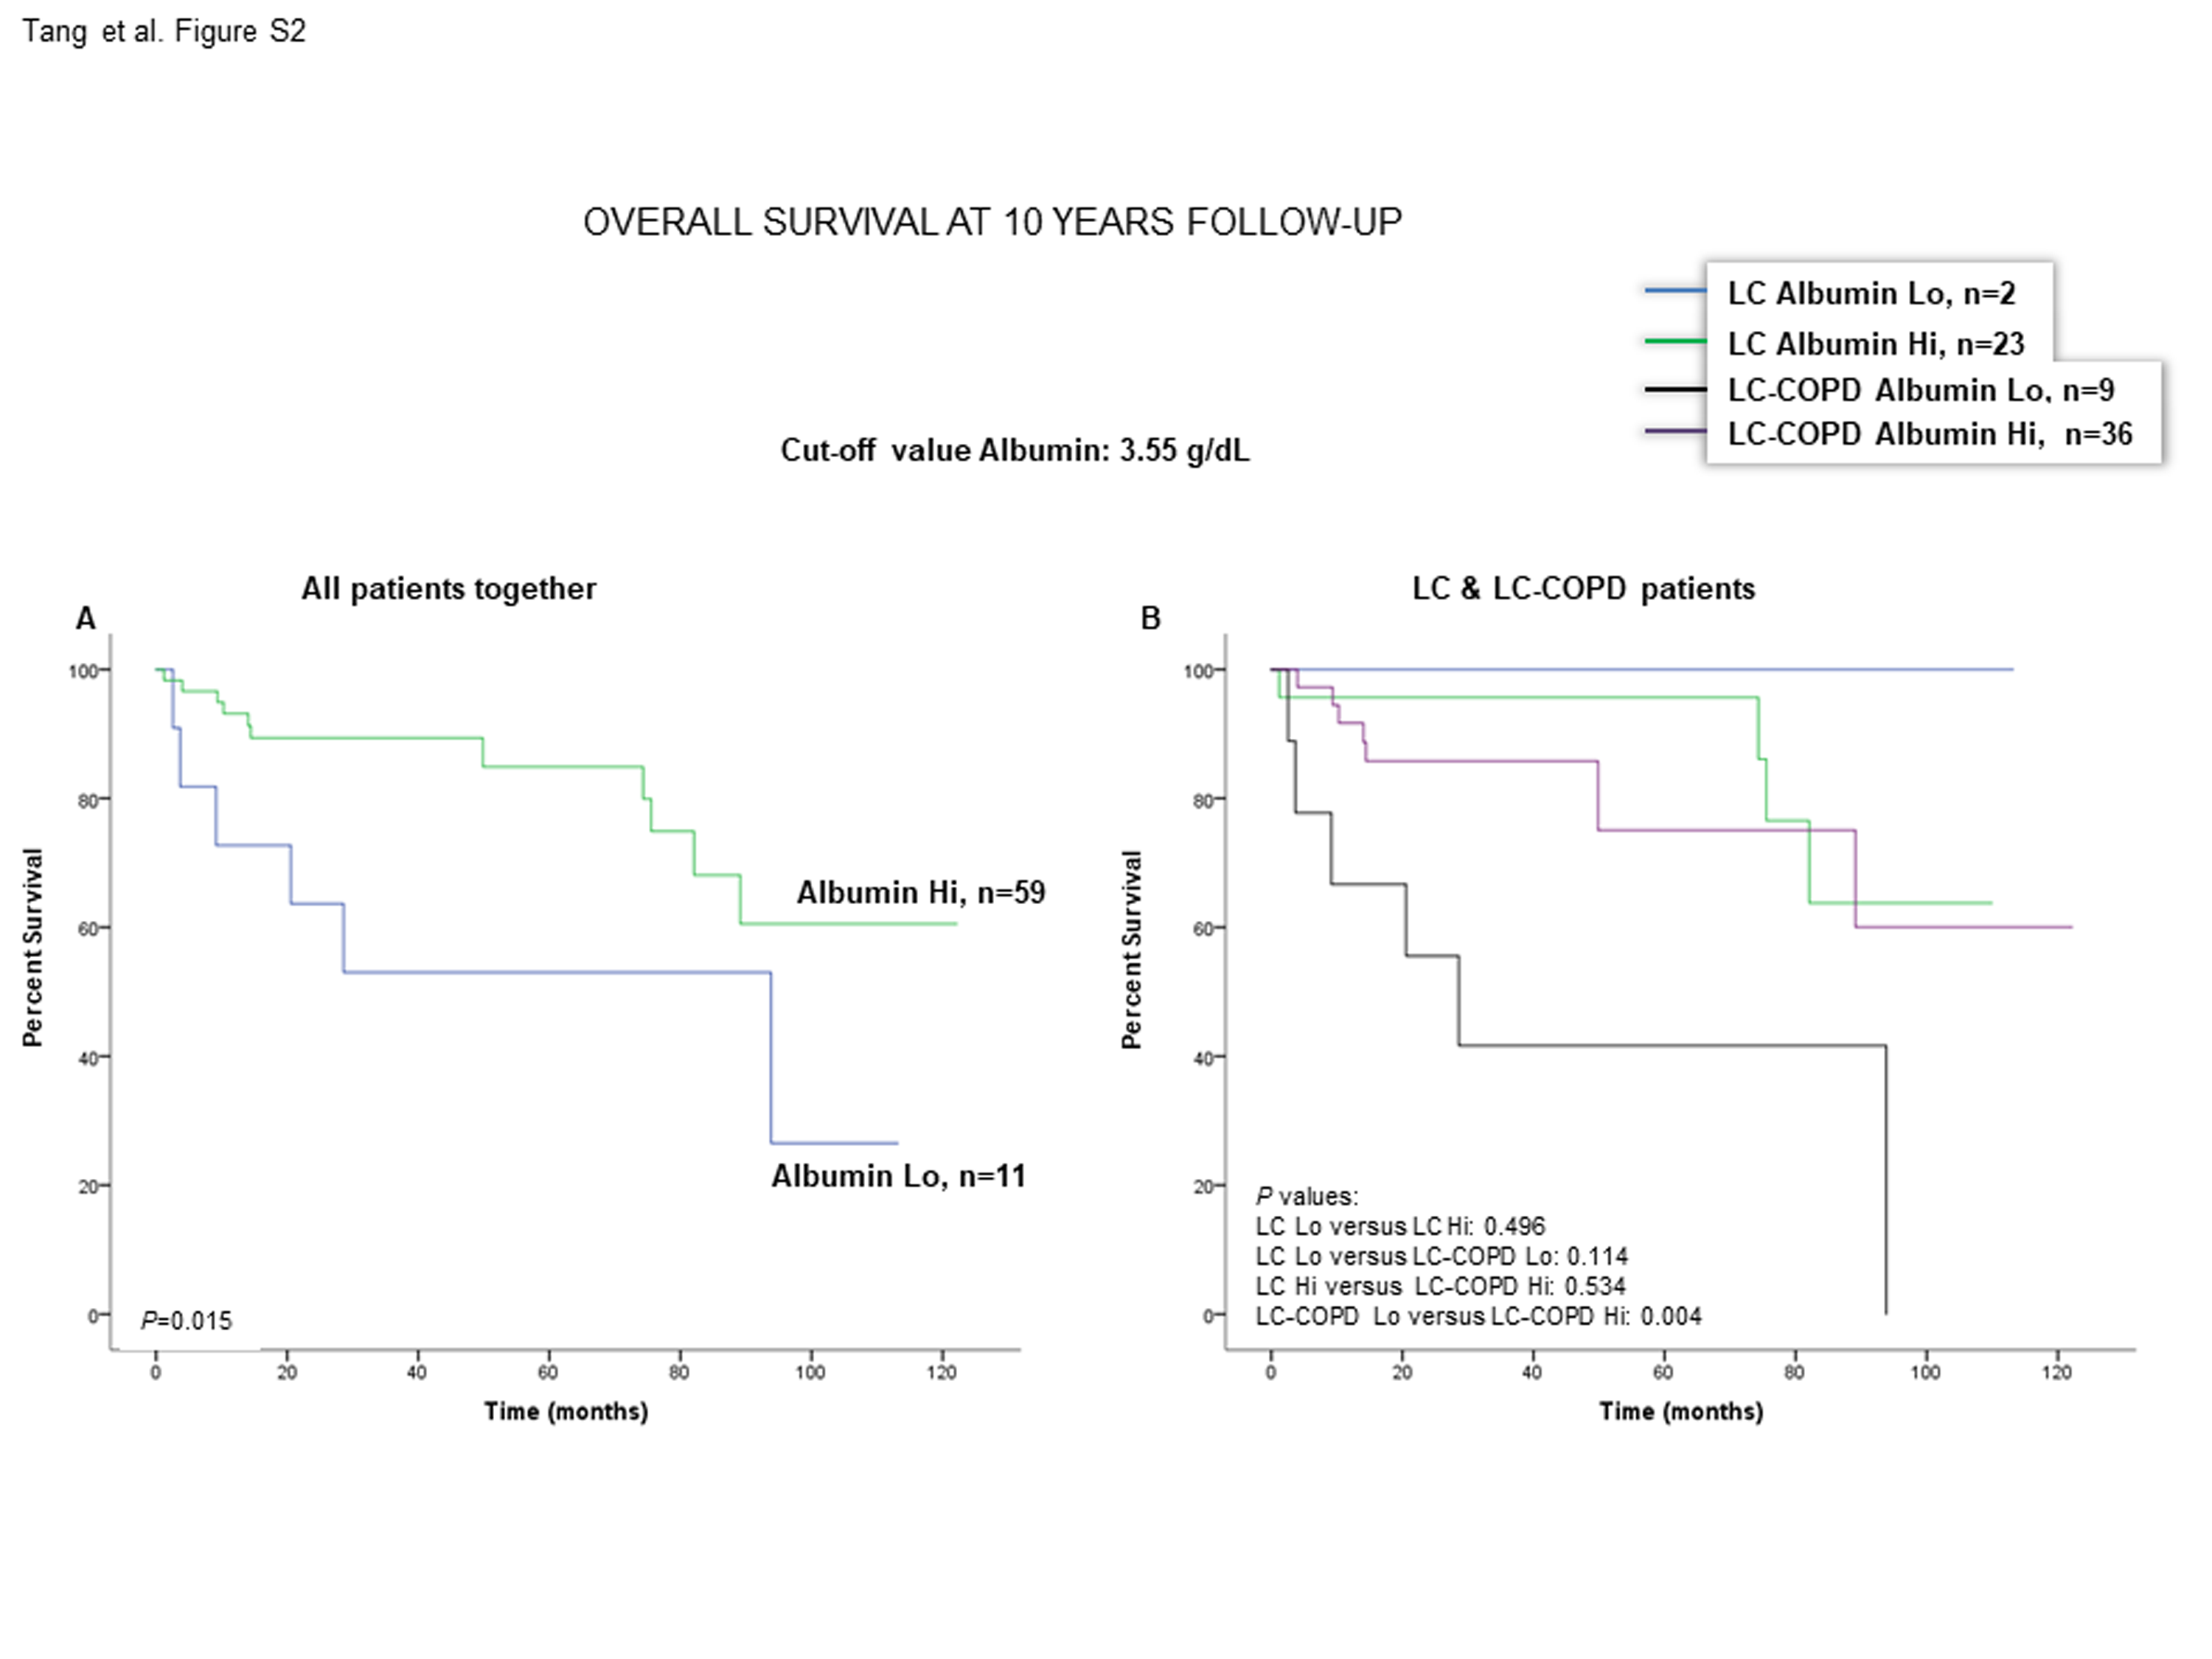 Tang et al. Figure S2
OVERALL SURVIVAL AT 10 YEARS FOLLOW-UP
LC Albumin Lo, n=2
LC Albumin Hi, n=23
LC-COPD Albumin Lo, n=9
LC-COPD Albumin Hi, n=36
Cut-off value Albumin: 3.55 g/dL
All patients together
A
Percent Survival
100
80
60
40
20
0
Albumin Hi, n=59
Albumin Lo, n=11
P=0.015
0 20 40 60 80 100 120
Time (months)
LC & LC-COPD patients
B
Percent Survival
100
80
60
40
20
0
P values:
LC Lo versus LC Hi: 0.496
LC Lo versus LC-COPD Lo: 0.114
LC Hi versus LC-COPD Hi: 0.534
LC-COPD Lo versus LC-COPD Hi: 0.004
0 20 40 60 80 100 120
Time (months)